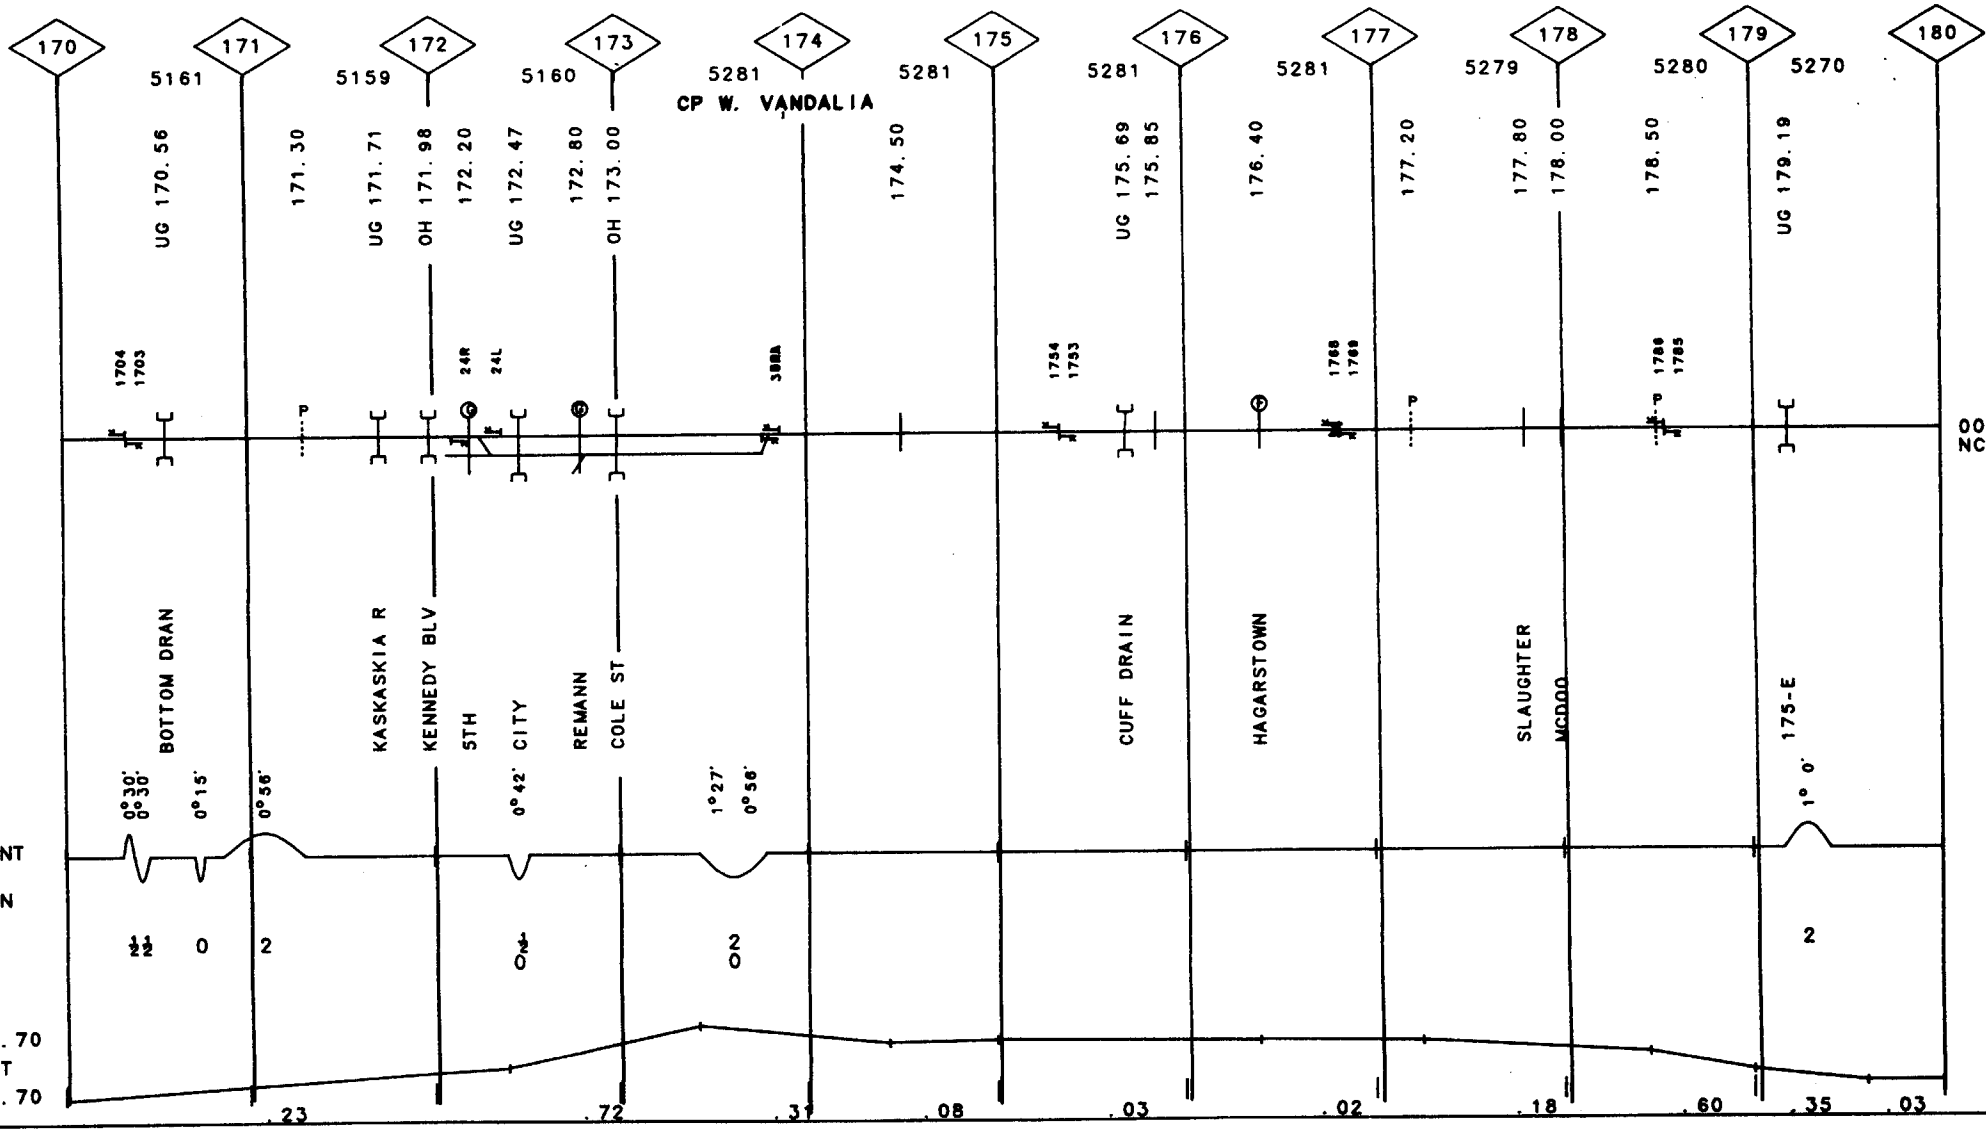 170 171 172 173 174 175 176 177 178 179 180
5161 5159 5160 5281 5281 5281 5281 5279 5280 5270
CP W. VANDALIA
UG 170.56
171.30
UG 171.71
OH 171.98
172.20
UG 172.47
172.80
OH 173.00
174.50
UG 175.69
175.85
176.40
177.20
177.80
178.00
178.50
UG 179.19
1704
1703
24R
24L
1754
1753
1768
1769
1786
1785
P
G
G
F
P
P
00
NC
BOTTOM DRAN
KASKASKIA R
KENNEDY BLV
5TH
CITY
REMANN
COLE ST
CUFF DRAIN
HAGARSTOWN
SLAUGHTER
MCDOO
175-E
0°30'
0°30'
0°15'
0°56'
0°42'
1°27'
0°56'
1° 0'
NT
N
0 2 2 2
0 0
.70
T
.70
.23 .72 .31 .08 .03 .02 .18 .60 .35 .03